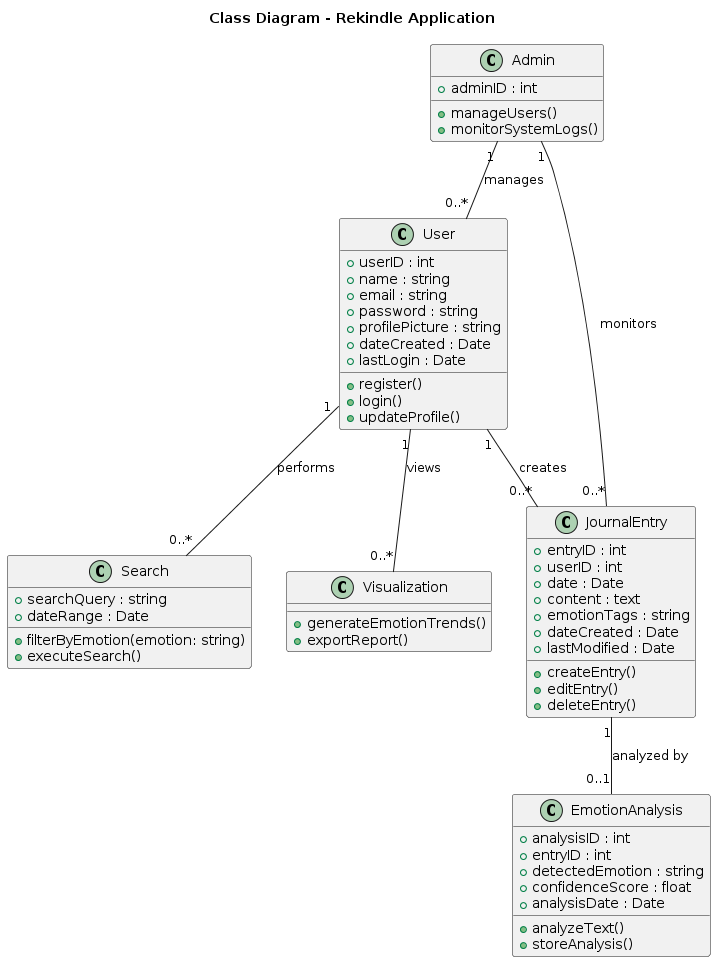 Class Diagram - Rekindle Application
C Admin
adminID : int
manageUsers()
monitorSystemLogs()
1
1
manages
0..*
C User
userID : int
name : string
email : string
password : string
profilePicture : string
dateCreated : Date
lastLogin : Date
register()
login()
updateProfile()
monitors
1
1
1
performs
views
creates
0..*
0..*
0..*
0..*
C Search
searchQuery : string
dateRange : Date
filterByEmotion(emotion: string)
executeSearch()
C Visualization
generateEmotionTrends()
exportReport()
C JournalEntry
entryID : int
userID : int
date : Date
content : text
emotionTags : string
dateCreated : Date
lastModified : Date
createEntry()
editEntry()
deleteEntry()
1
analyzed by
0..1
C EmotionAnalysis
analysisID : int
entryID : int
detectedEmotion : string
confidenceScore : float
analysisDate : Date
analyzeText()
storeAnalysis()